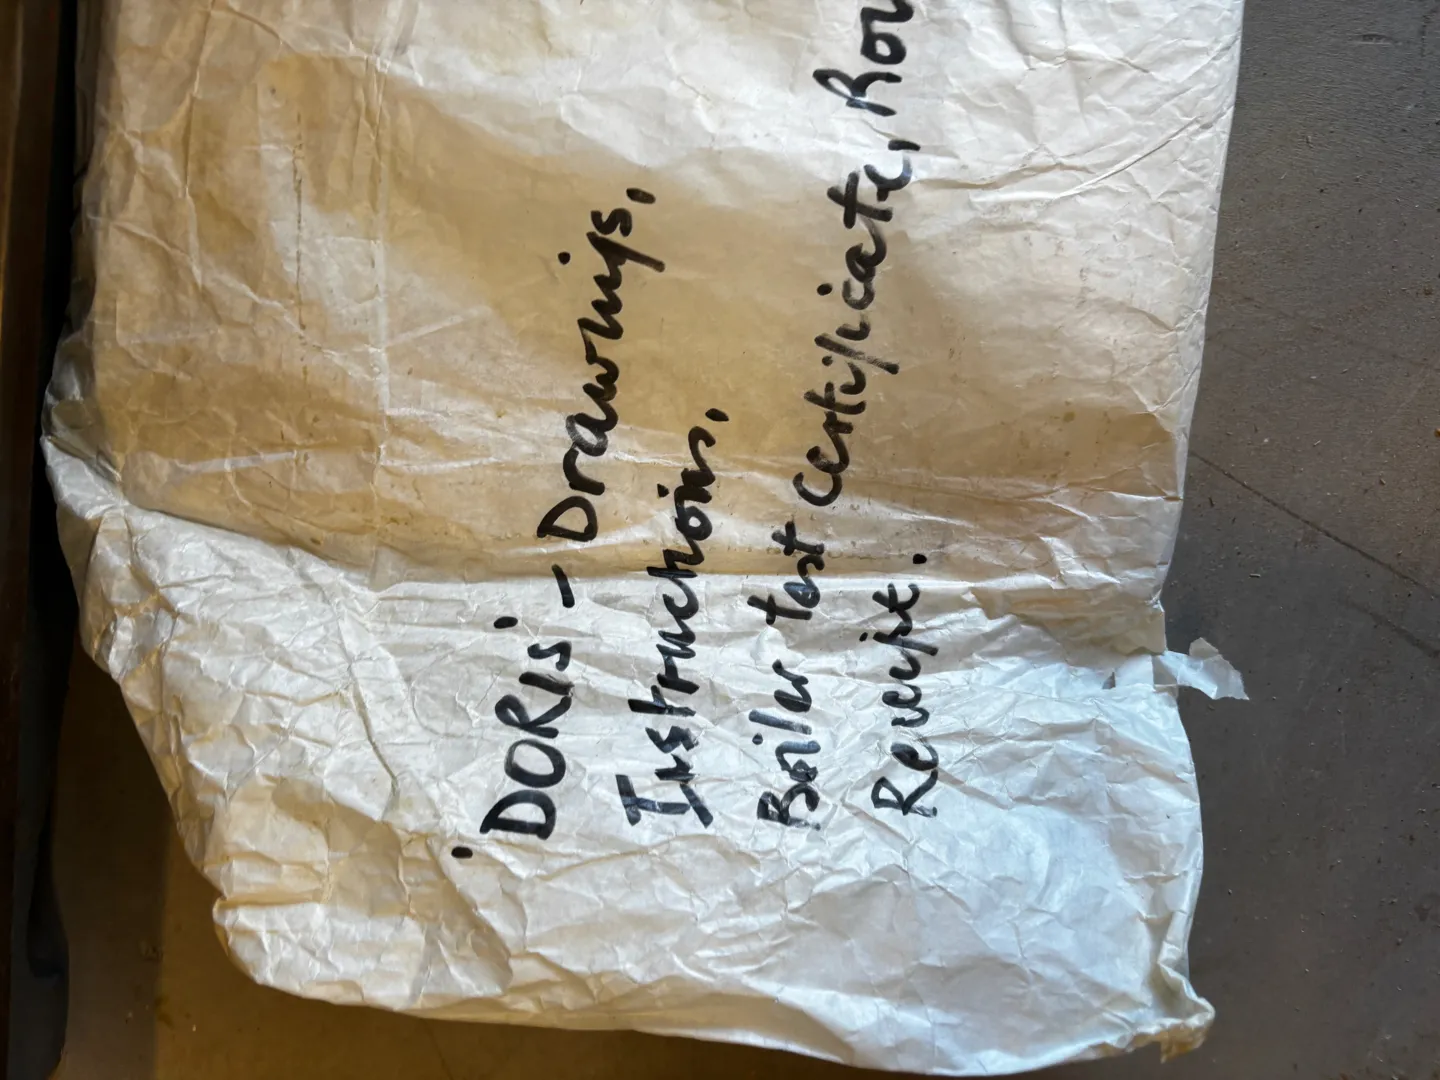 'DORIS' - Drawings,
Instructions,
Boiler test certificate,
Receipt.